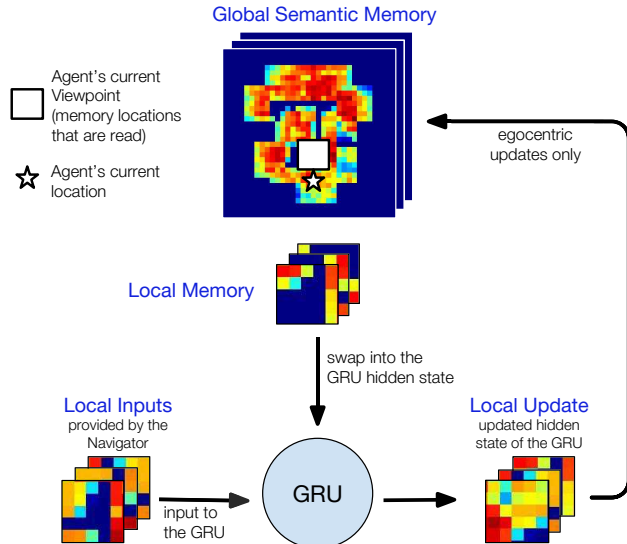 Global Semantic Memory
Agent's current
Viewpoint
(memory locations
that are read)
Agent's current
location
egocentric
updates only
Local Memory
swap into the
GRU hidden state
Local Inputs
provided by the
Navigator
input to
the GRU
GRU
Local Update
updated hidden
state of the GRU